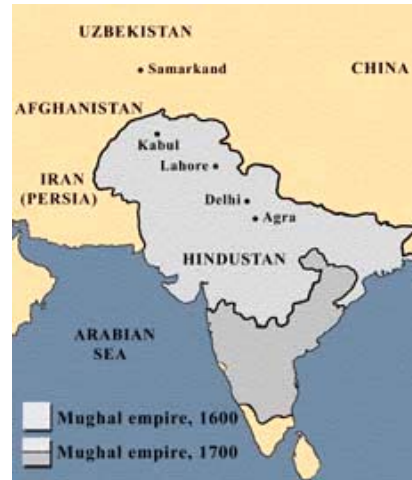 UZBEKISTAN
Samarkand
CHINA
AFGHANISTAN
Kabul
Lahore
IRAN
(PERSIA)
Delhi
Agra
HINDUSTAN
ARABIAN
SEA
Mughal empire, 1600
Mughal empire, 1700